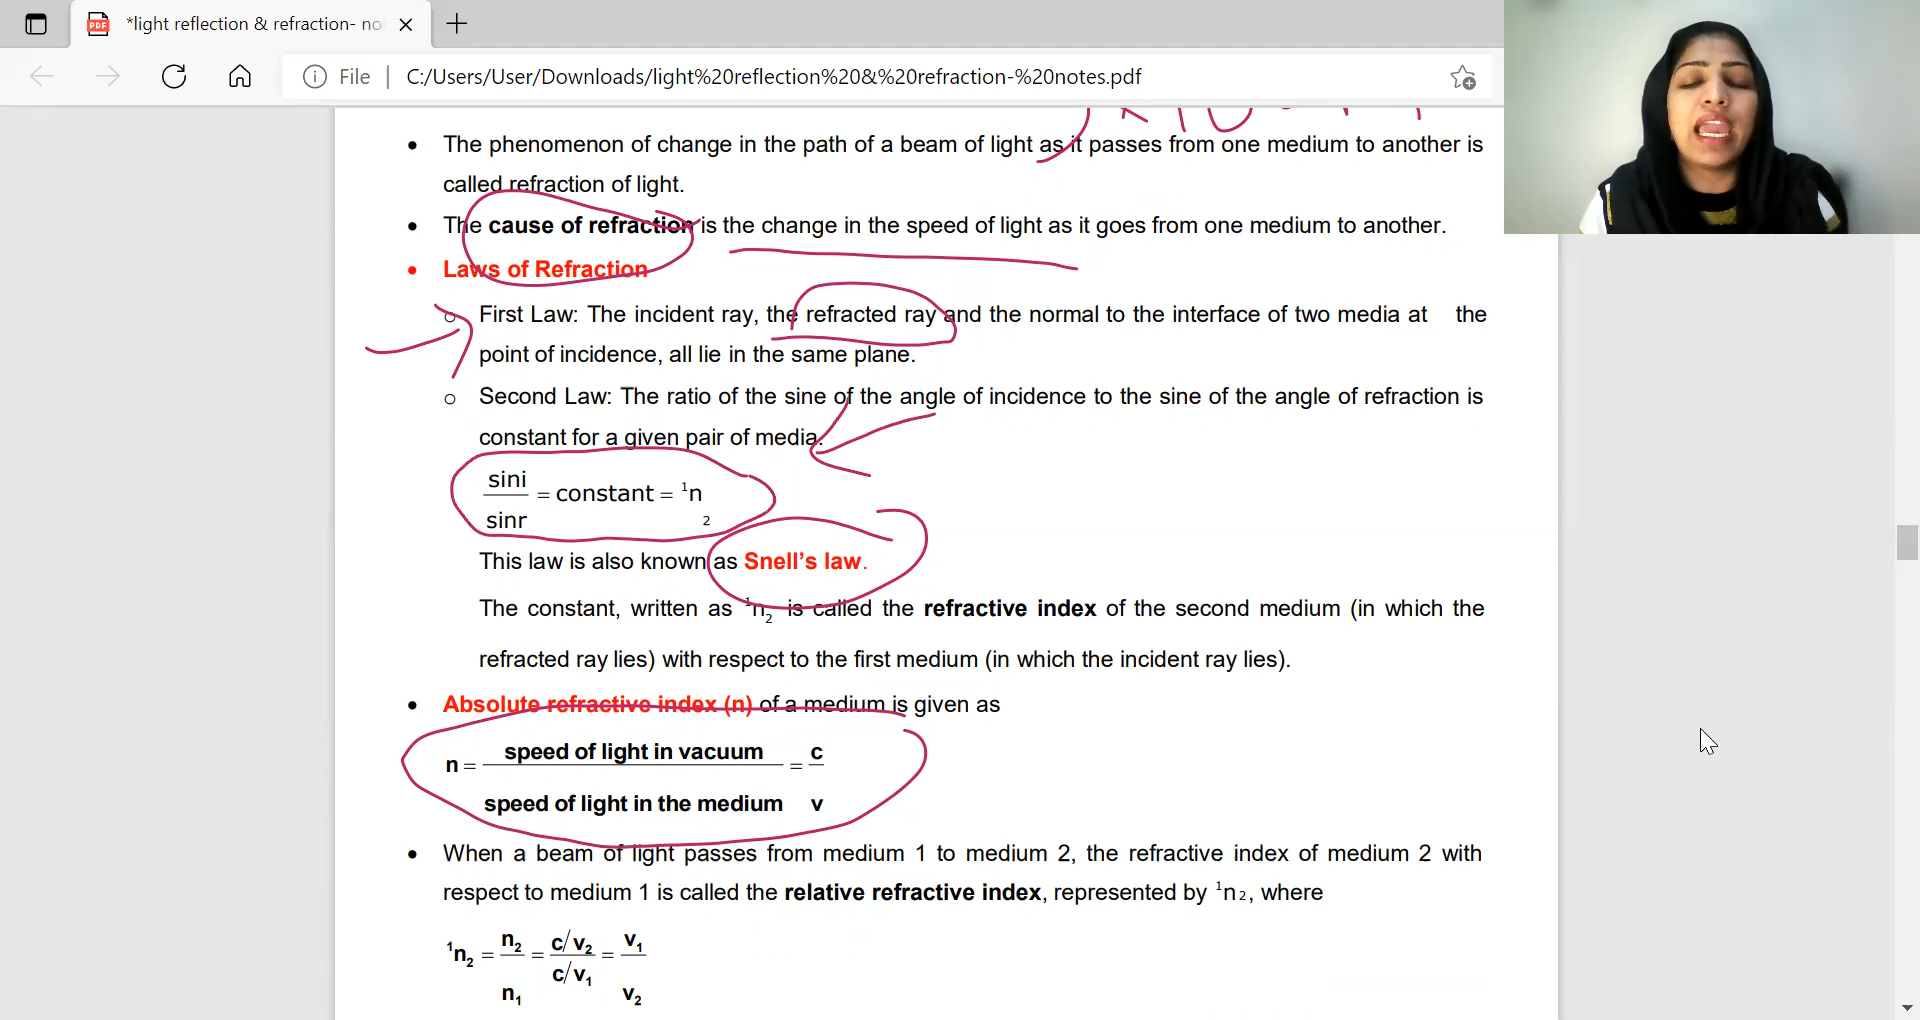 *light reflection & refraction- no
File C:/Users/User/Downloads/light%20reflection%20&%20refraction-%20notes.pdf
• The phenomenon of change in the path of a beam of light as it passes from one medium to another is
called refraction of light.
• The cause of refraction is the change in the speed of light as it goes from one medium to another.
• Laws of Refraction
o First Law: The incident ray, the refracted ray and the normal to the interface of two media at the
point of incidence, all lie in the same plane.
o Second Law: The ratio of the sine of the angle of incidence to the sine of the angle of refraction is
constant for a given pair of media.
sini
= constant = ¹n
sinr 2
This law is also known as Snell’s law.
The constant, written as ¹n₂ is called the refractive index of the second medium (in which the
refracted ray lies) with respect to the first medium (in which the incident ray lies).
• Absolute refractive index (n) of a medium is given as
speed of light in vacuum c
n = =
speed of light in the medium v
• When a beam of light passes from medium 1 to medium 2, the refractive index of medium 2 with
respect to medium 1 is called the relative refractive index, represented by ¹n₂, where
¹n₂ = n₂ = c/v₂ = v₁
c/v₁
n₁ v₂